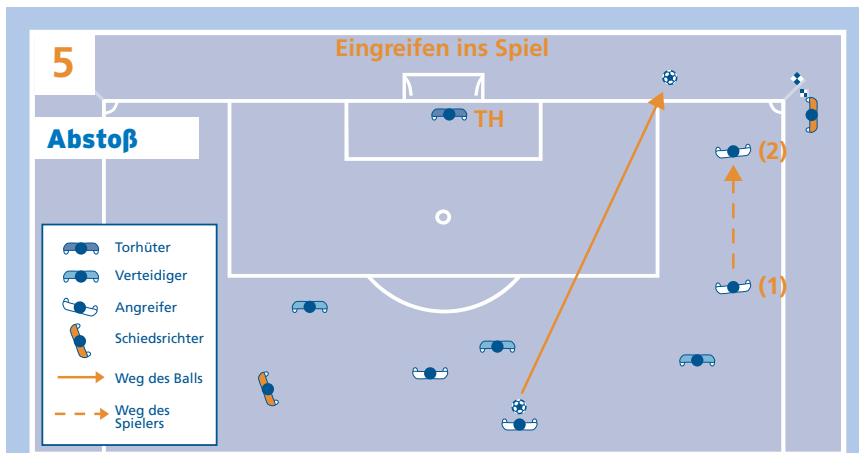 5
Eingreifen ins Spiel
Abstoß
TH
(2)
(1)
Torhüter
Verteidiger
Angreifer
Schiedsrichter
Weg des Balls
Weg des
Spielers